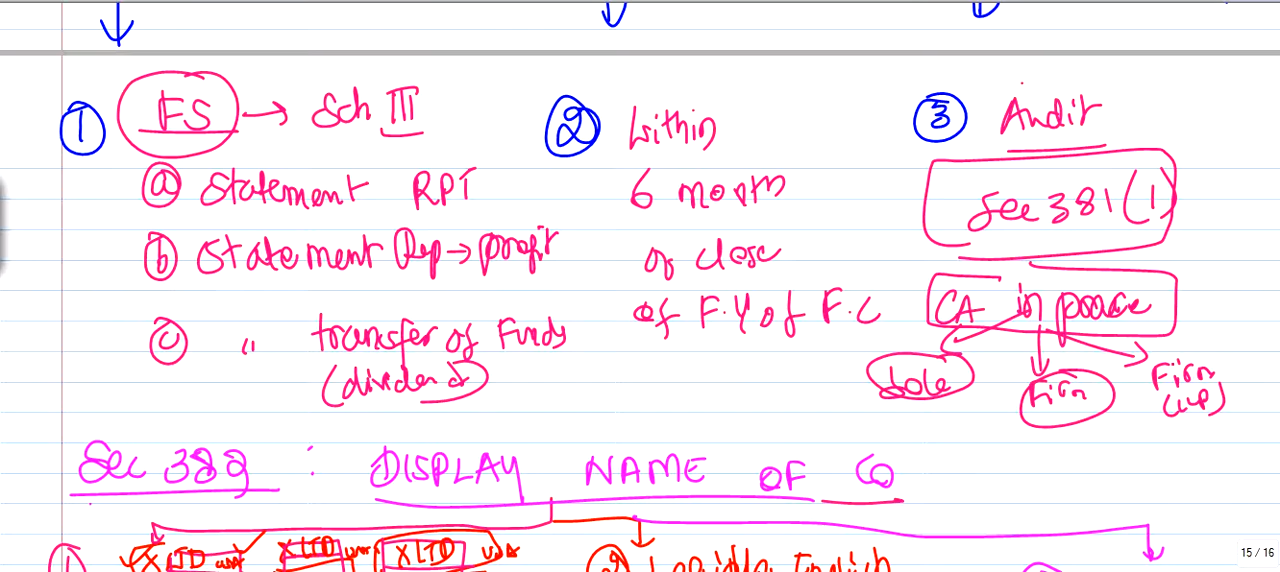 ① FS → Sch III
ⓐ Statement RPT
ⓑ Statement Rep → profit
ⓒ " transfer of Funds
(dividend)
② Within
6 month
of close
of F.Y of F.C
③ Audit
Sec 381(1)
CA in
Sole Firm Firm
(LLP)
Sec 382 : DISPLAY NAME OF CO
① X LTD X LTD X LTD USA
② English
15 / 16